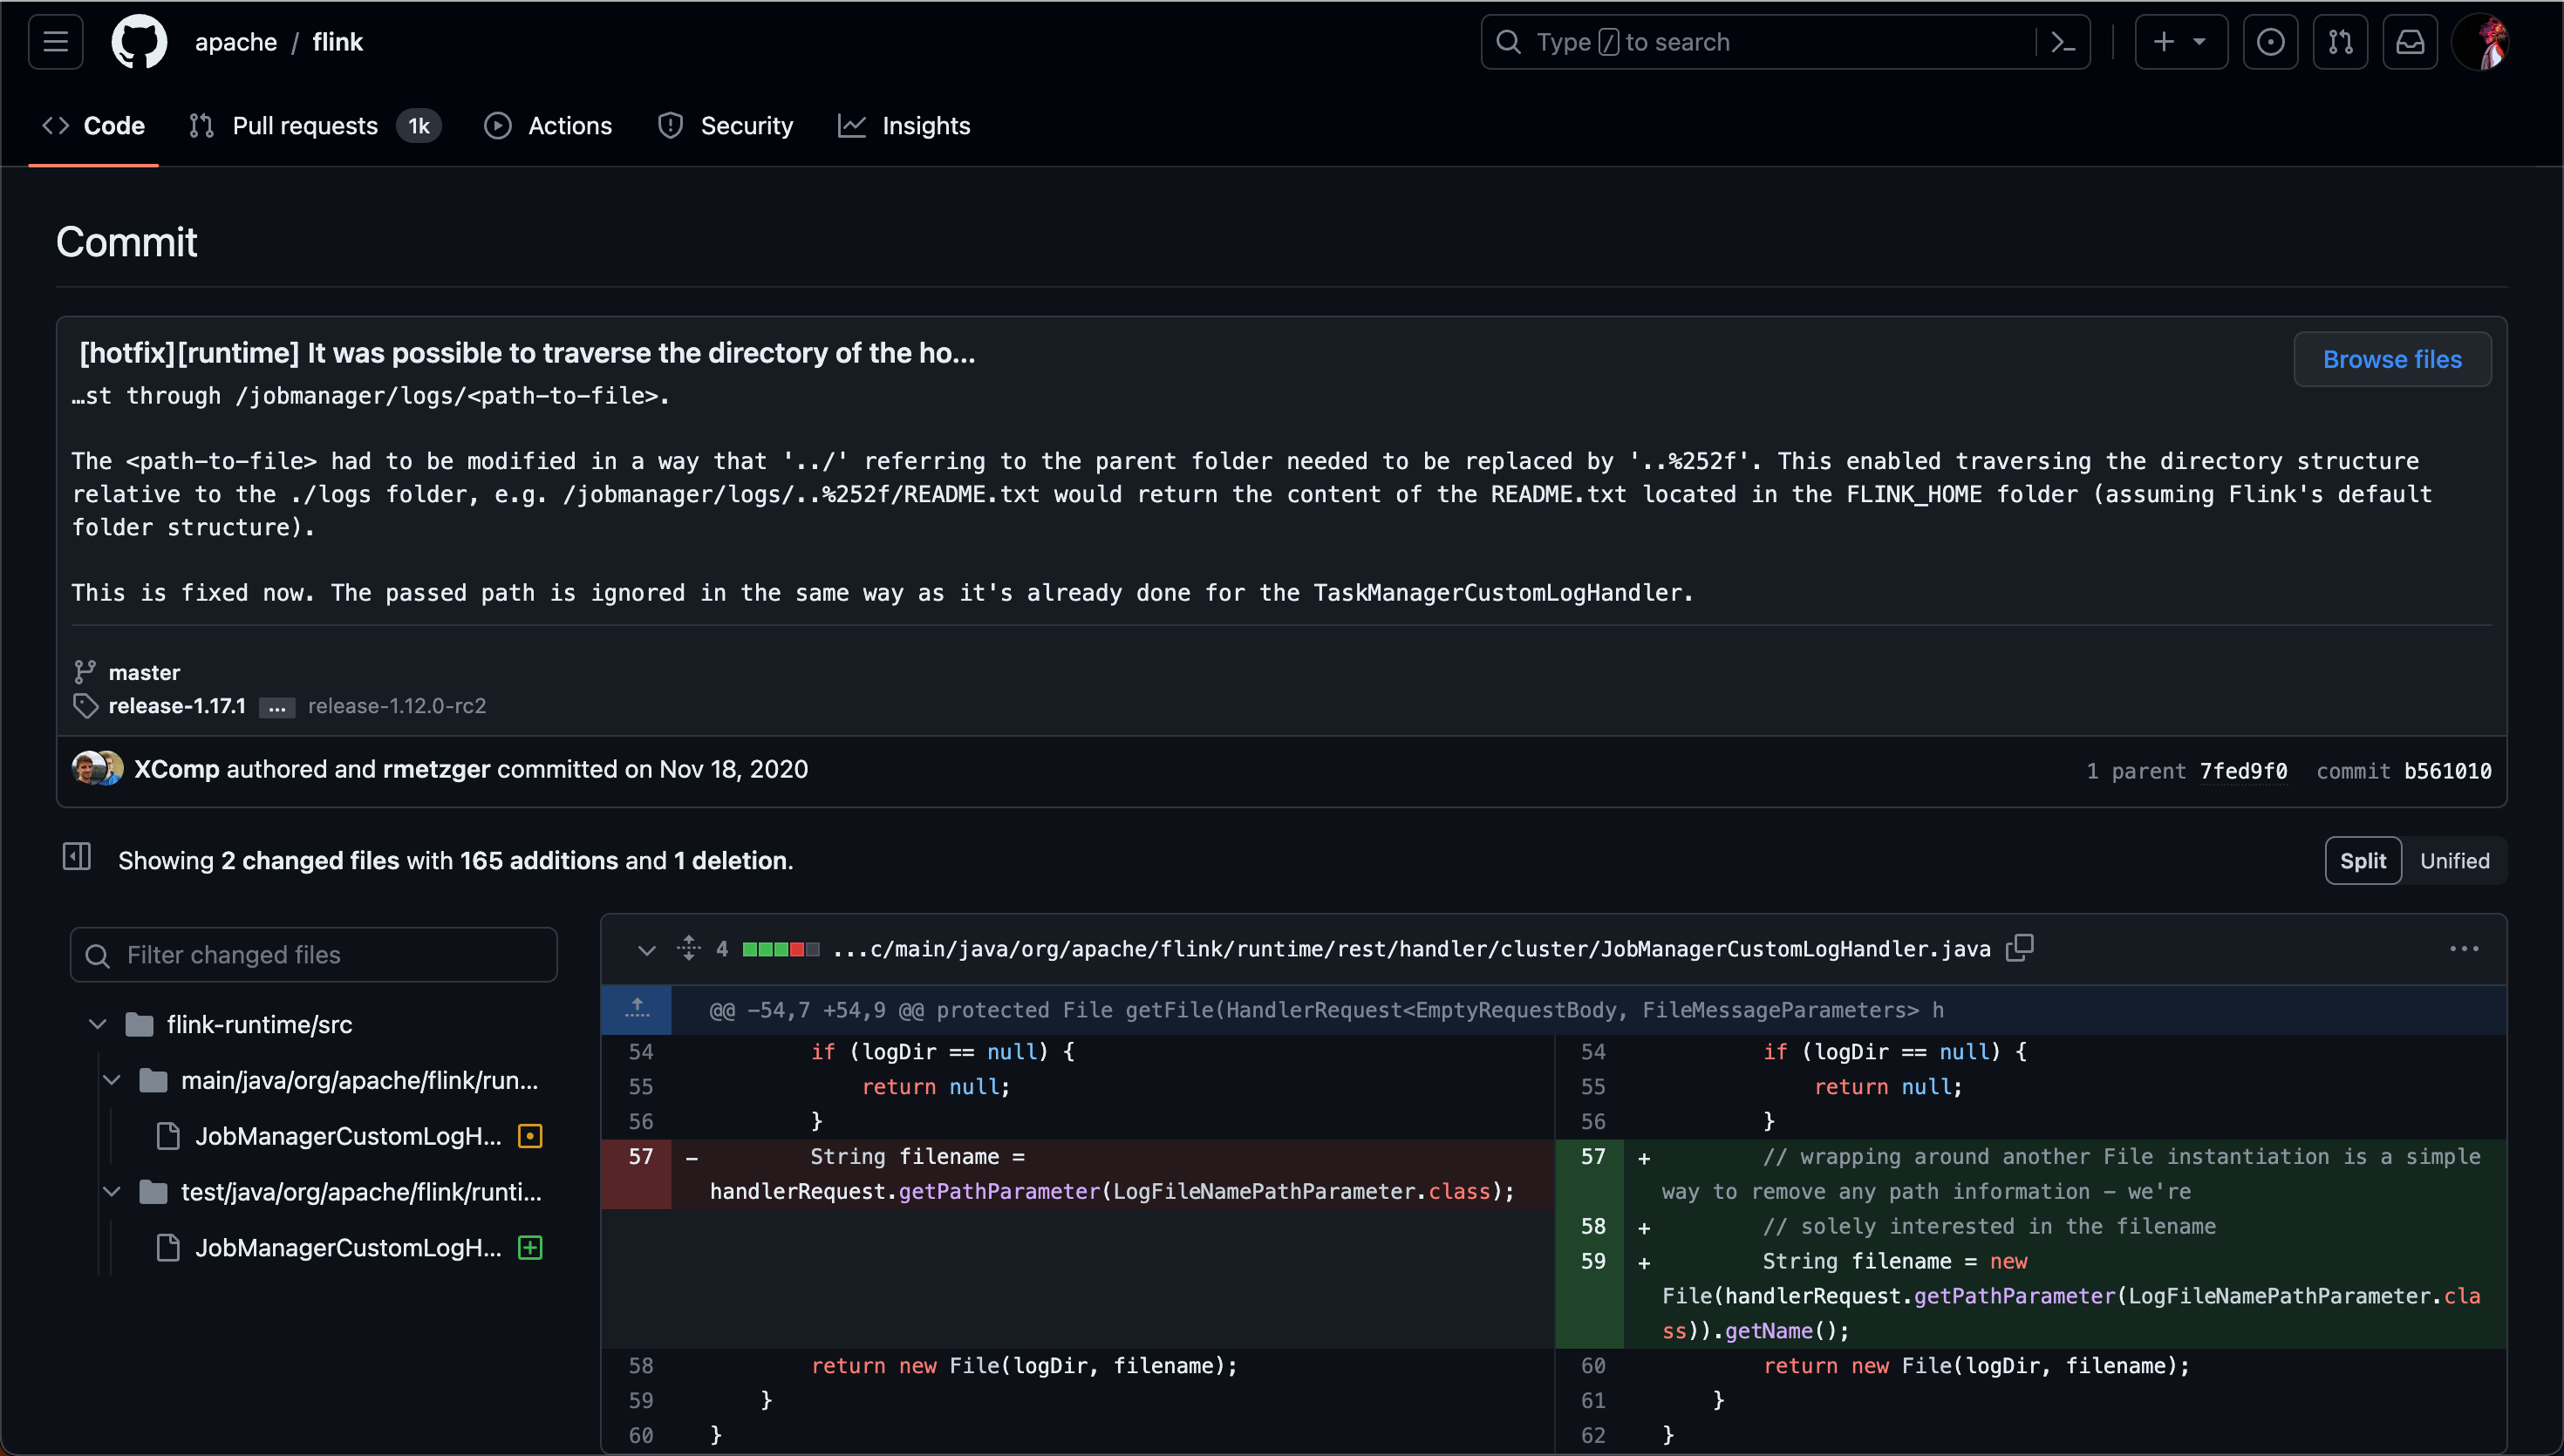 apache / flink
Type / to search
Code
Pull requests 1k
Actions
Security
Insights
Commit
[hotfix][runtime] It was possible to traverse the directory of the ho...
Browse files
…st through /jobmanager/logs/<path-to-file>.
The <path-to-file> had to be modified in a way that '../' referring to the parent folder needed to be replaced by '..%252f'. This enabled traversing the directory structure
relative to the ./logs folder, e.g. /jobmanager/logs/..%252f/README.txt would return the content of the README.txt located in the FLINK_HOME folder (assuming Flink's default
folder structure).
This is fixed now. The passed path is ignored in the same way as it's already done for the TaskManagerCustomLogHandler.
master
release-1.17.1 ... release-1.12.0-rc2
XComp authored and rmetzger committed on Nov 18, 2020
1 parent 7fed9f0 commit b561010
Showing 2 changed files with 165 additions and 1 deletion.
Split Unified
Filter changed files
flink-runtime/src
main/java/org/apache/flink/run...
JobManagerCustomLogH...
test/java/org/apache/flink/runti...
JobManagerCustomLogH...
4 ...c/main/java/org/apache/flink/runtime/rest/handler/cluster/JobManagerCustomLogHandler.java
@@ -54,7 +54,9 @@ protected File getFile(HandlerRequest<EmptyRequestBody, FileMessageParameters> h
54 if (logDir == null) {
55 return null;
56 }
57 - String filename =
handlerRequest.getPathParameter(LogFileNamePathParameter.class);
58 return new File(logDir, filename);
59 }
60 }
54 if (logDir == null) {
55 return null;
56 }
57 + // wrapping around another File instantiation is a simple
way to remove any path information - we're
58 + // solely interested in the filename
59 + String filename = new
File(handlerRequest.getPathParameter(LogFileNamePathParameter.cla
ss)).getName();
60 return new File(logDir, filename);
61 }
62 }